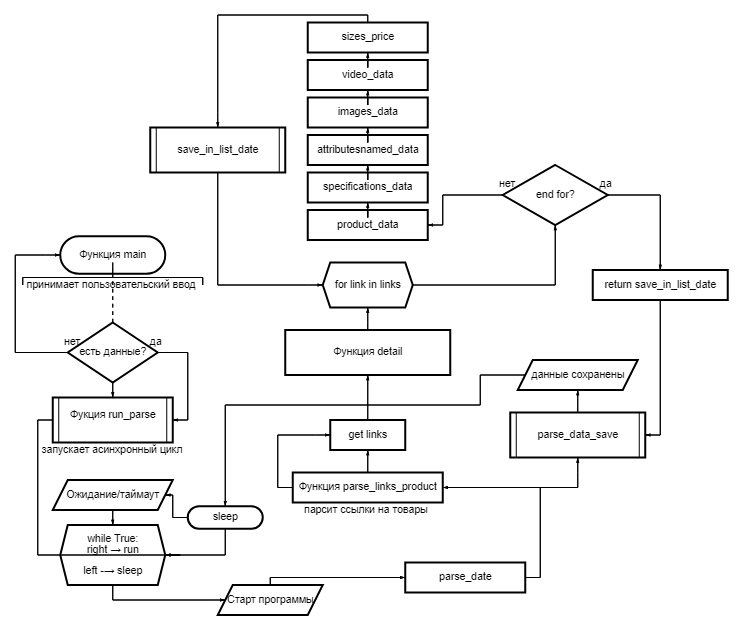 sizes_price
video_data
images_data
attributesnamed_data
specifications_data
product_data
save_in_list_date
нет
да
end for?
Функция main
принимает пользовательский ввод
for link in links
return save_in_list_date
нет
да
есть данные?
Функция detail
данные сохранены
Фукция run_parse
запускает асинхронный цикл
get links
parse_data_save
Функция parse_links_product
парсит ссылки на товары
Ожидание/таймаут
sleep
while True:
right → run
left --→ sleep
parse_date
Старт программы